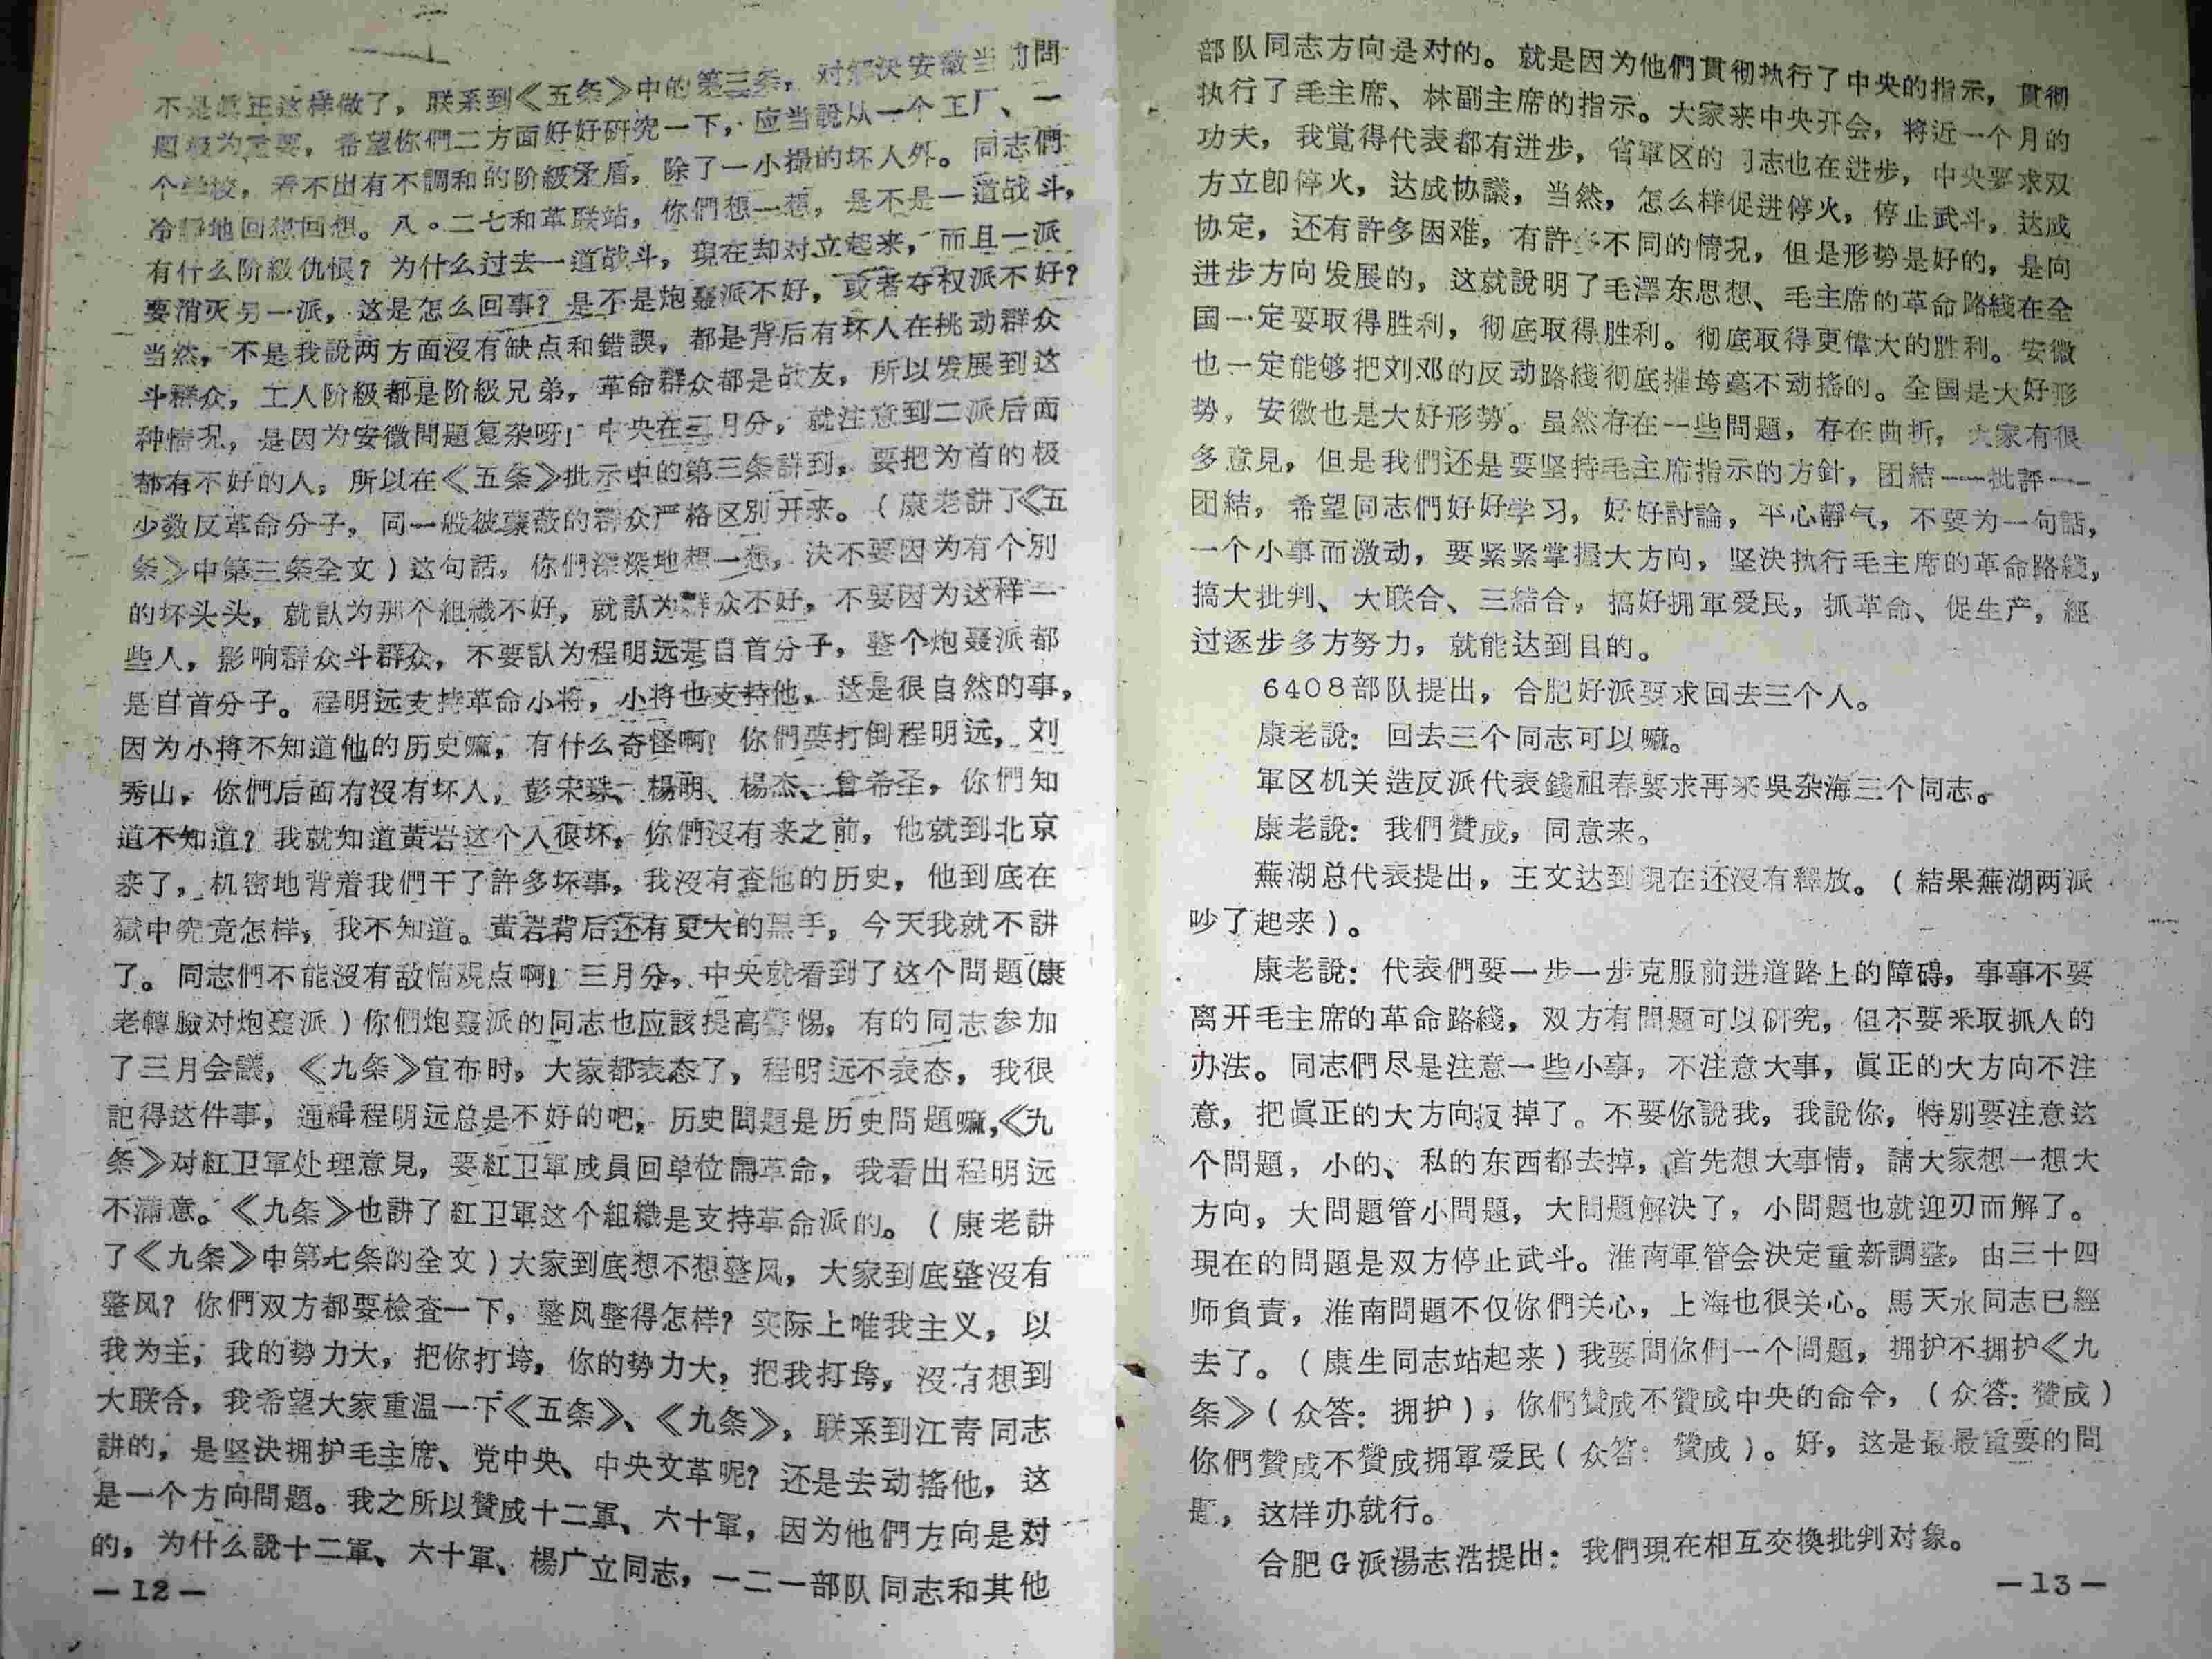 不是眞正这样做了，联系到《五条》中的第三条，对解決安徽当前問
題极为重要，希望你們二方面好好研究一下，应当說从一个工厂、一
个学校，看不出有不調和的阶級矛盾，除了一小撮的坏人外。同志們
冷靜地回想回想。八·二七和革联站，你們想一想，是不是一道战斗，
有什么阶級仇恨？为什么过去一道战斗，現在却对立起来，而且一派
要消灭另一派，这是怎么回事？是不是炮轟派不好，或者夺权派不好？
当然，不是我說两方面沒有缺点和錯誤，都是背后有坏人在挑动群众
斗群众，工人阶級都是阶級兄弟，革命群众都是战友，所以发展到这
种情况，是因为安徽問題复杂呀！中央在三月分，就注意到二派后面
都有不好的人，所以在《五条》批示中的第三条講到，要把为首的极
少数反革命分子，同一般被蒙蔽的群众严格区别开来。（康老講了《五
条》中第三条全文）这句話，你們深深地想一想，決不要因为有个别
的坏头头，就認为那个組織不好，就認为群众不好，不要因为这样一
些人，影响群众斗群众，不要認为程明远是自首分子，整个炮轟派都
是自首分子。程明远支持革命小将，小将也支持他，这是很自然的事，
因为小将不知道他的历史嘛，有什么奇怪啊！你們要打倒程明远，刘
秀山，你們后面有沒有坏人，彭宋珠、楊明、楊杰、曾希圣，你們知
道不知道？我就知道黃岩这个人很坏，你們沒有来之前，他就到北京
来了，机密地背着我們干了許多坏事，我沒有查他的历史，他到底在
獄中究竟怎样，我不知道。黃岩背后还有更大的黑手，今天我就不講
了。同志們不能沒有敌情观点啊！三月分，中央就看到了这个問題（康
老轉臉对炮轟派）你們炮轟派的同志也应該提高警惕，有的同志参加
了三月会議，《九条》宣布时，大家都表态了，程明远不表态，我很
記得这件事，通緝程明远总是不好的吧，历史問題是历史問題嘛，《九
条》对紅卫軍处理意見，要紅卫軍成員回单位鬧革命，我看出程明远
不滿意。《九条》也講了紅卫軍这个組織是支持革命派的。（康老講
了《九条》中第七条的全文）大家到底想不想整风，大家到底整沒有
整风？你們双方都要檢查一下，整风整得怎样？实际上唯我主义，以
我为主，我的勢力大，把你打垮，你的勢力大，把我打垮，沒有想到
大联合，我希望大家重温一下《五条》、《九条》，联系到江靑同志
講的，是坚決拥护毛主席、党中央、中央文革呢？还是去动搖他，这
是一个方向問題。我之所以贊成十二軍、六十軍，因为他們方向是对
的，为什么說十二軍、六十軍、楊广立同志，一二一部队同志和其他
—12—
部队同志方向是对的。就是因为他們貫彻执行了中央的指示，貫彻
执行了毛主席、林副主席的指示。大家来中央开会，将近一个月的
功夫，我覚得代表都有进步，省軍区的同志也在进步，中央要求双
方立卽停火，达成协議，当然，怎么样促进停火，停止武斗，达成
协定，还有許多困难，有許多不同的情况，但是形勢是好的，是向
进步方向发展的，这就說明了毛澤东思想、毛主席的革命路綫在全
国一定要取得胜利，彻底取得胜利。彻底取得更偉大的胜利。安徽
也一定能够把刘邓的反动路綫彻底摧垮毫不动搖的。全国是大好形
勢，安徽也是大好形勢。虽然存在一些問題，存在曲折，大家有很
多意見，但是我們还是要坚持毛主席指示的方針，团結——批評——
团結，希望同志們好好学习，好好討論，平心靜气，不要为一句話，
一个小事而激动，要紧紧掌握大方向，坚決执行毛主席的革命路綫，
搞大批判、大联合、三結合，搞好拥軍爱民，抓革命、促生产，經
过逐步多方努力，就能达到目的。
6408部队提出，合肥好派要求回去三个人。
康老說：回去三个同志可以嘛。
軍区机关造反派代表錢祖春要求再来吳杂海三个同志。
康老說：我們贊成，同意来。
蕪湖总代表提出，王文达到現在还沒有釋放。（結果蕪湖两派
吵了起来）。
康老說：代表們要一步一步克服前进道路上的障碍，事事不要
离开毛主席的革命路綫，双方有問題可以研究，但不要采取抓人的
办法。同志們尽是注意一些小事，不注意大事，眞正的大方向不注
意，把眞正的大方向扳掉了。不要你說我，我說你，特别要注意这
个問題，小的、私的东西都去掉，首先想大事情，請大家想一想大
方向，大問題管小問題，大問題解決了，小問題也就迎刃而解了。
現在的問題是双方停止武斗。淮南軍管会決定重新調整，由三十四
师負責，淮南問題不仅你們关心，上海也很关心。馬天水同志已經
去了。（康生同志站起来）我要問你們一个問題，拥护不拥护《九
条》（众答：拥护），你們贊成不贊成中央的命令，（众答：贊成）
你們贊成不贊成拥軍爱民（众答：贊成）。好，这是最最重要的問
題，这样办就行。
合肥G派湯志浩提出：我們現在相互交換批判对象。
—13—